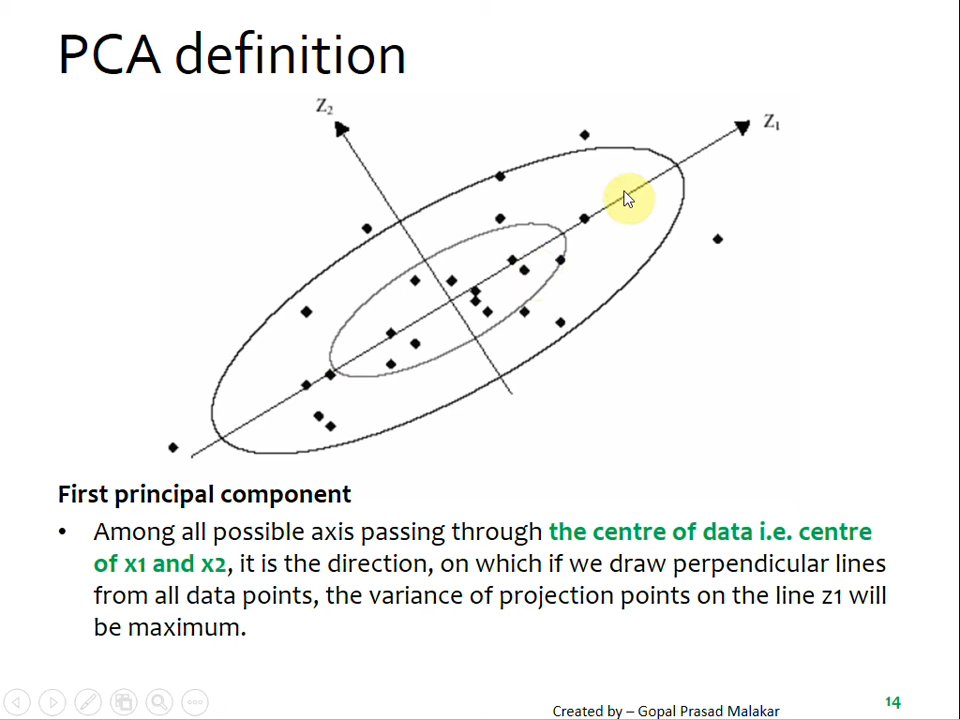 PCA definition
Z₂
Z₁
First principal component
• Among all possible axis passing through the centre of data i.e. centre
of x1 and x2, it is the direction, on which if we draw perpendicular lines
from all data points, the variance of projection points on the line z1 will
be maximum.
Created by – Gopal Prasad Malakar
14